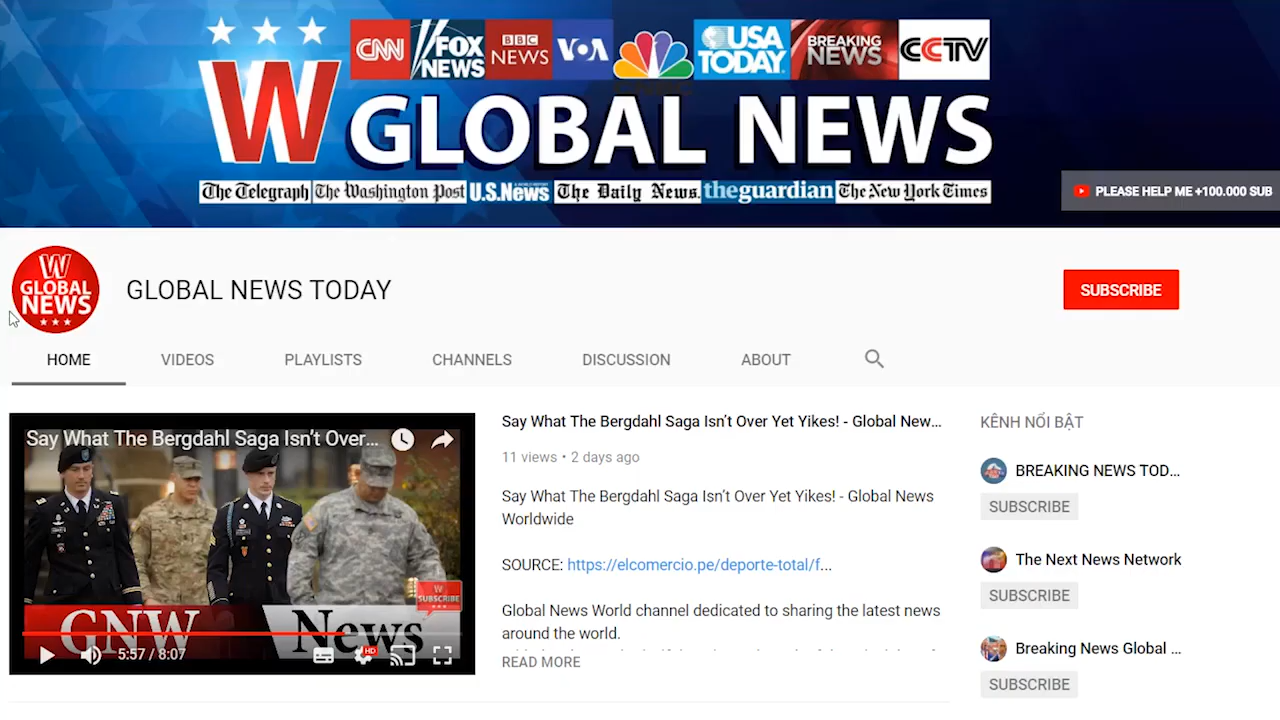 CNN FOX NEWS BBC NEWS VOA USA TODAY BREAKING NEWS CCTV
W GLOBAL NEWS
The Telegraph The Washington Post U.S.News The Daily News. theguardian The New York Times
PLEASE HELP ME +100.000 SUB
W GLOBAL NEWS
GLOBAL NEWS TODAY
SUBSCRIBE
HOME VIDEOS PLAYLISTS CHANNELS DISCUSSION ABOUT
Say What The Bergdahl Saga Isn’t Over...
W
SUBSCRIBE
GNW News
5:57 / 8:07
HD
Say What The Bergdahl Saga Isn’t Over Yet Yikes! - Global New...
11 views • 2 days ago
Say What The Bergdahl Saga Isn’t Over Yet Yikes! - Global News
Worldwide
SOURCE: https://elcomercio.pe/deporte-total/f...
Global News World channel dedicated to sharing the latest news
around the world.
READ MORE
KÊNH NỔI BẬT
BREAKING NEWS TOD...
SUBSCRIBE
The Next News Network
SUBSCRIBE
Breaking News Global ...
SUBSCRIBE